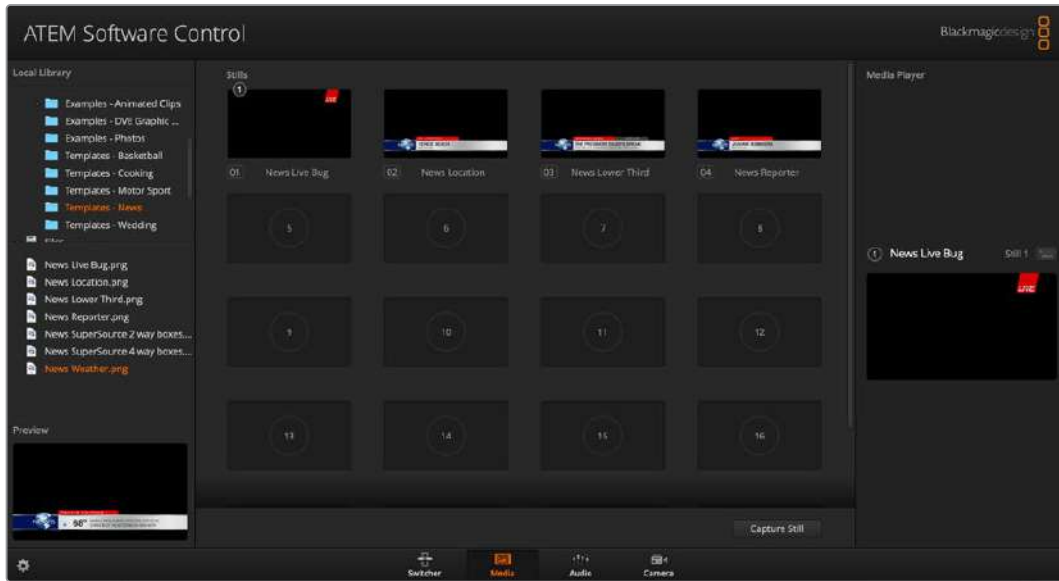 ATEM Software Control
Blackmagicdesign
Local Library
Examples - Animated Clips
Examples - DVE Graphic ...
Examples - Photos
Templates - Basketball
Templates - Cooking
Templates - Motor Sport
Templates - News
Templates - Wedding
News Live Bug.png
News Location.png
News Lower Third.png
News Reporter.png
News SuperSource 2 way boxes...
News SuperSource 4 way boxes...
News Weather.png
Preview
98°
Stills
1
LIVE
01 News Live Bug
02 News Location
03 News Lower Third
04 News Reporter
5
6
7
8
9
10
11
12
13
14
15
16
Capture Still
Media Player
1 News Live Bug Still 1
LIVE
Switcher
Media
Audio
Camera